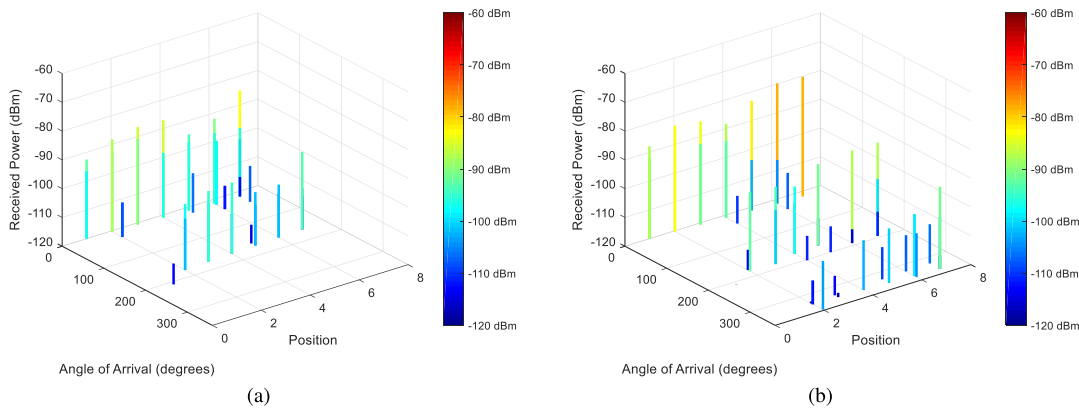 -60 dBm
-60
-70 dBm
-70
-80
-80 dBm
-90
-90 dBm
-100
-110
-100 dBm
-120
0
100
8
-110 dBm
200
6
4
300
2
0
-120 dBm
Received Power (dBm)
Position
Angle of Arrival (degrees)
(a)
-60 dBm
-60
-70 dBm
-70
-80
-80 dBm
-90
-90 dBm
-100
-110
-100 dBm
-120
0
100
8
-110 dBm
200
6
4
300
2
0
-120 dBm
Received Power (dBm)
Position
Angle of Arrival (degrees)
(b)